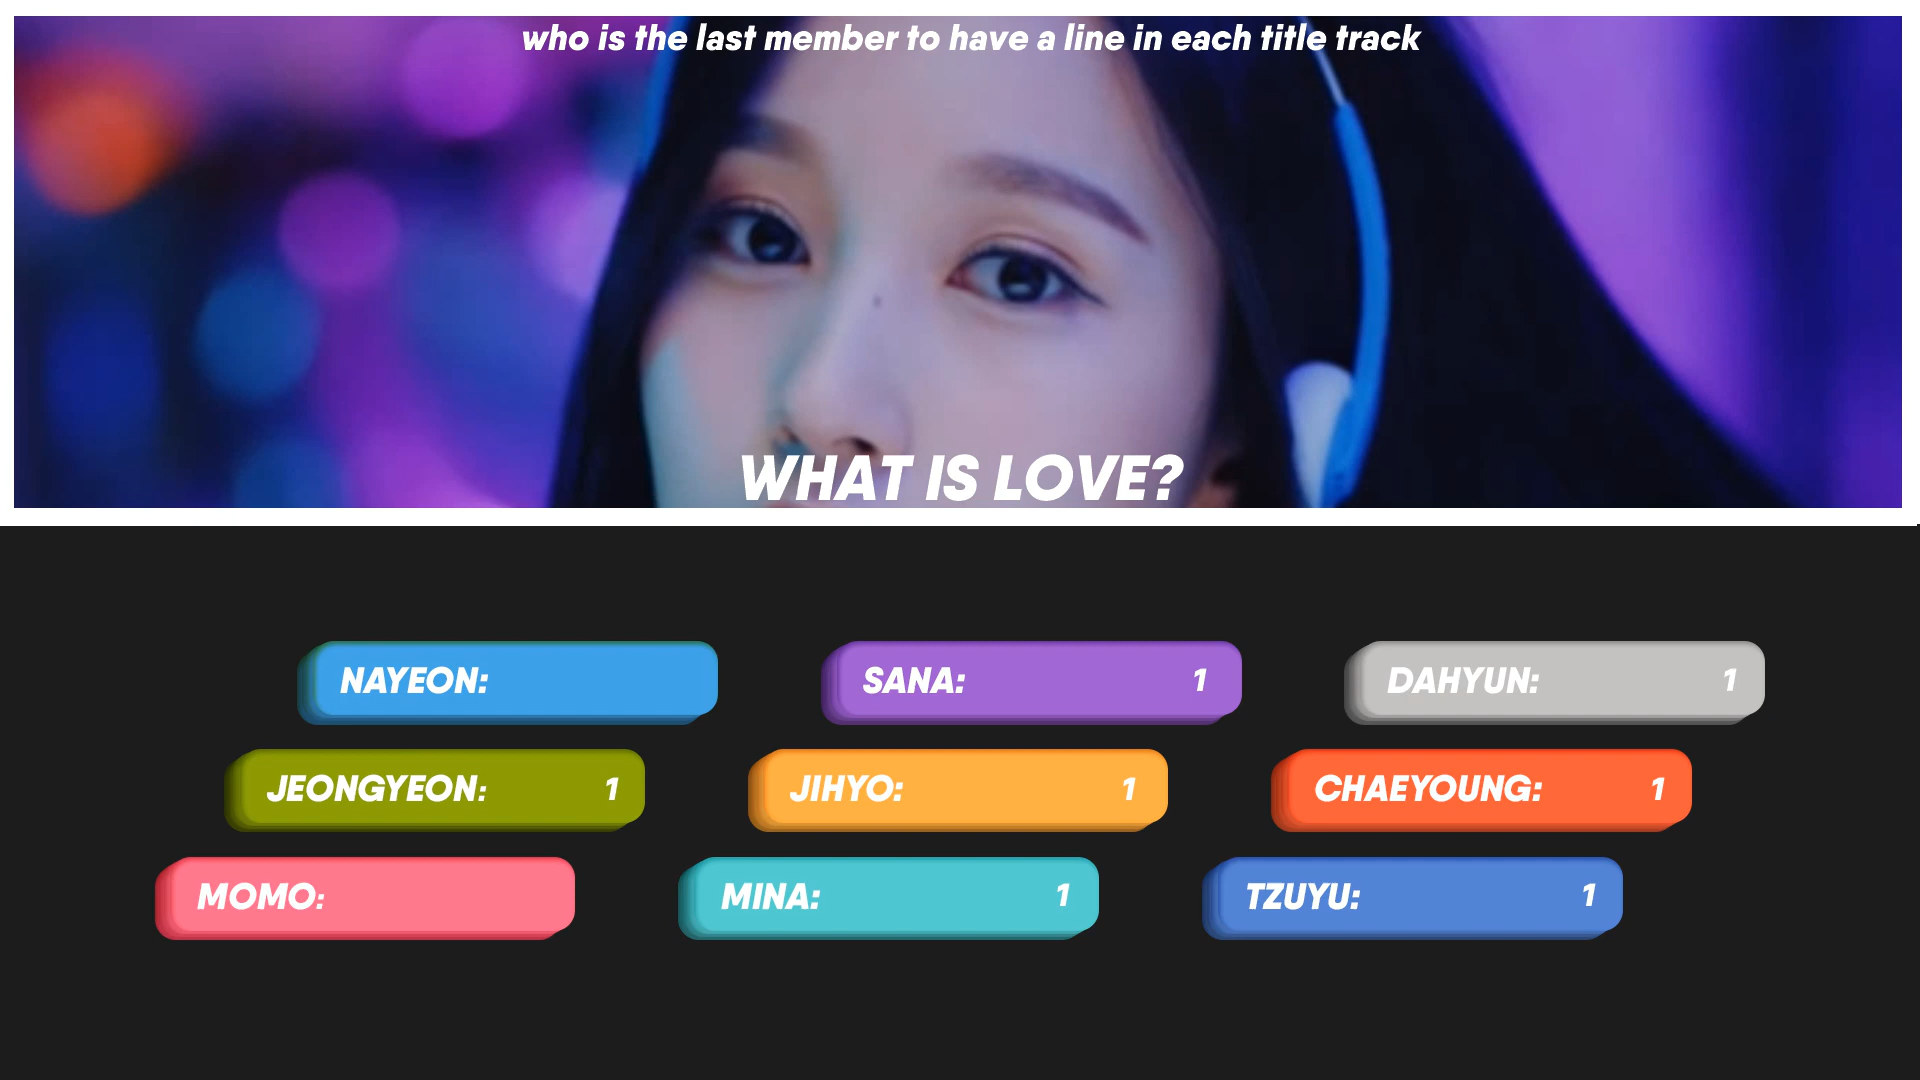 who is the last member to have a line in each title track
WHAT IS LOVE?
NAYEON:
SANA: 1
DAHYUN: 1
JEONGYEON: 1
JIHYO: 1
CHAEYOUNG: 1
MOMO:
MINA: 1
TZUYU: 1